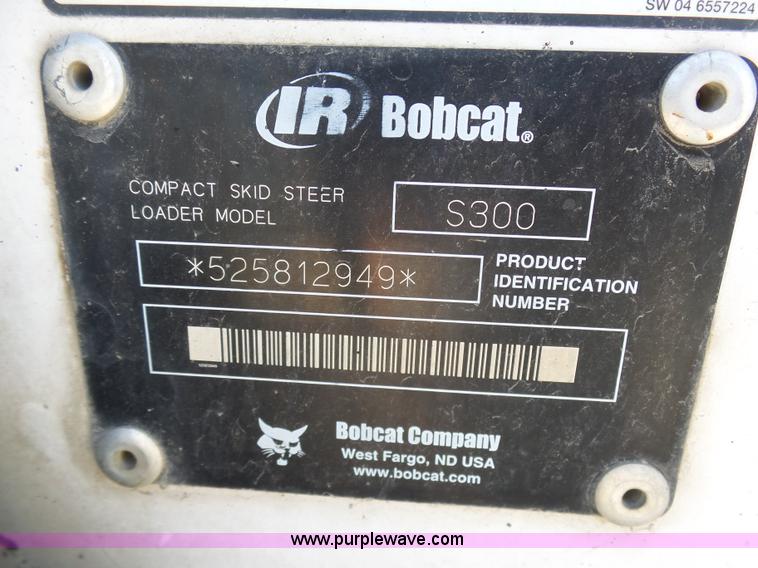 SW 04 6557224
IR Bobcat®
COMPACT SKID STEER
LOADER MODEL
S300
*525812949*
PRODUCT
IDENTIFICATION
NUMBER
Bobcat Company
West Fargo, ND USA
www.bobcat.com
www.purplewave.com